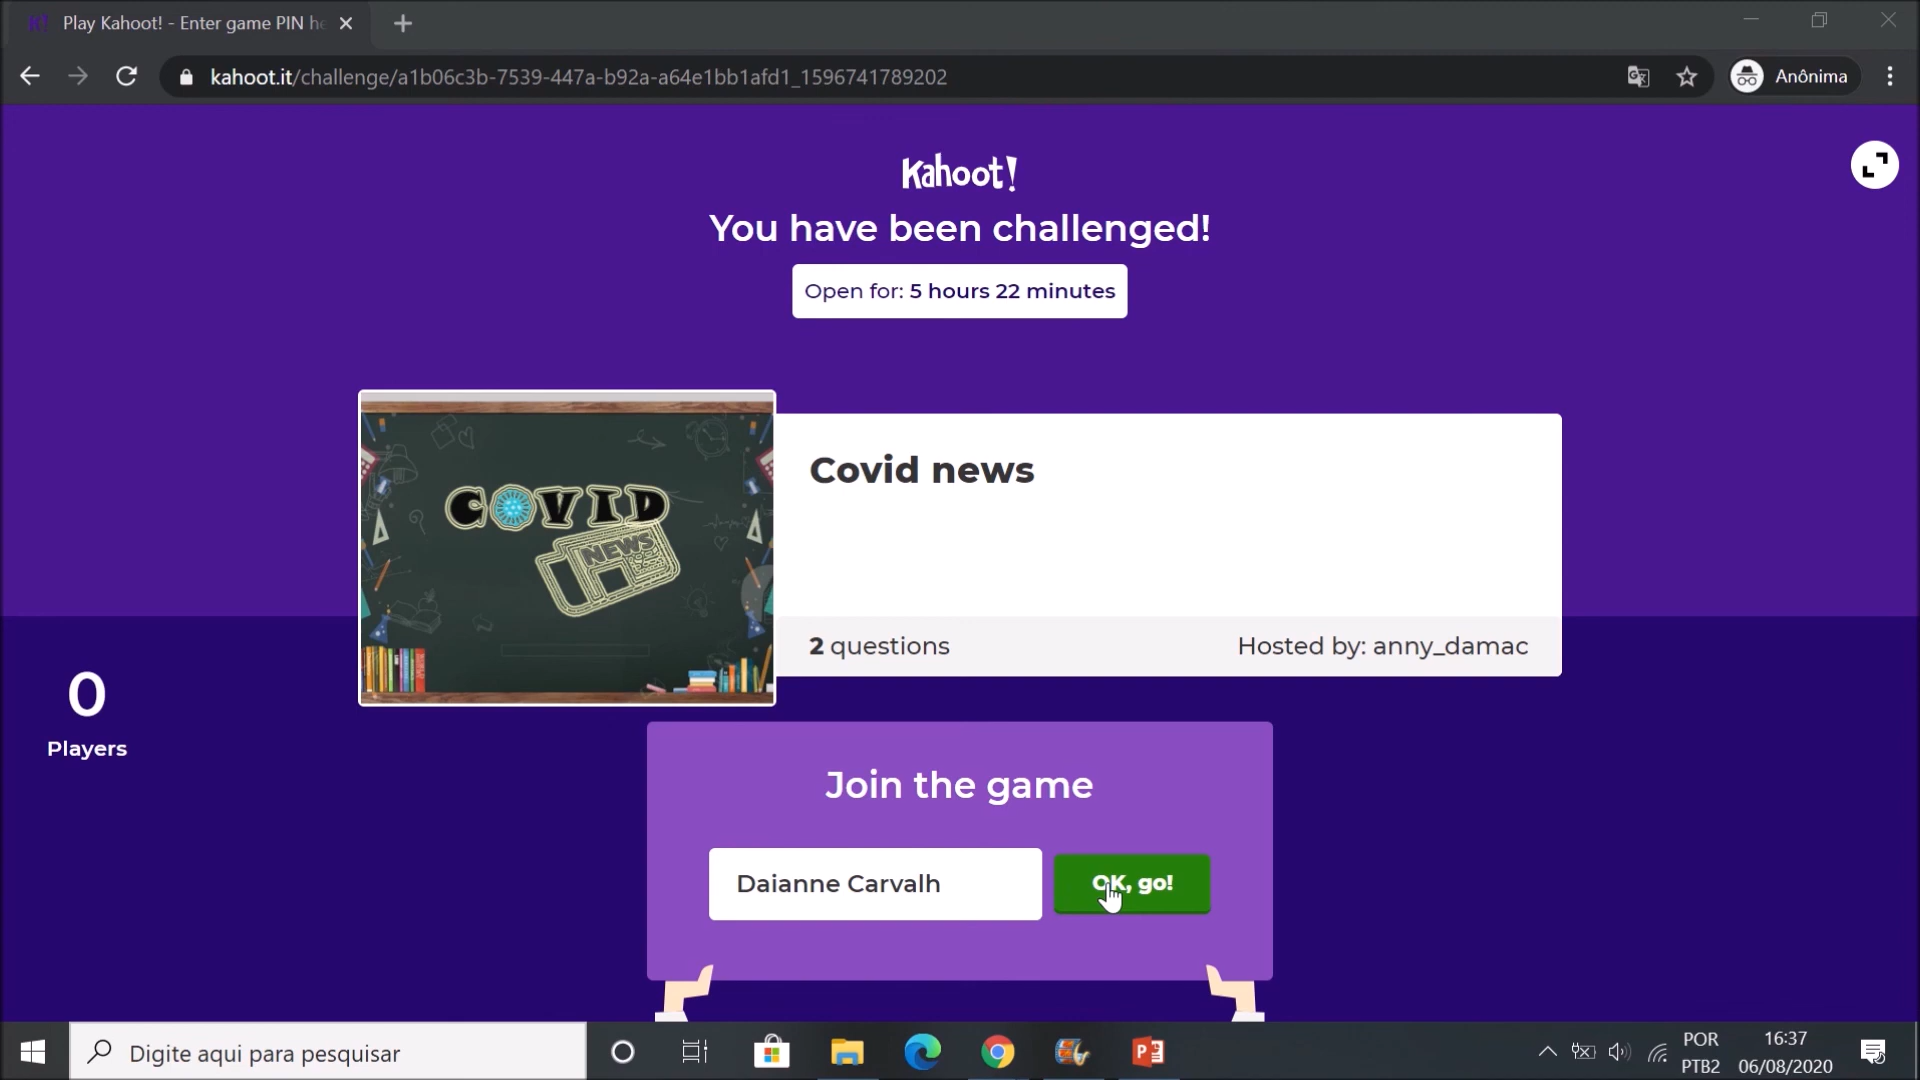 Play Kahoot! - Enter game PIN he
kahoot.it/challenge/a1b06c3b-7539-447a-b92a-a64e1bb1afd1_1596741789202
Anônima
Kahoot!
You have been challenged!
Open for: 5 hours 22 minutes
COVID
NEWS
Covid news
2 questions
Hosted by: anny_damac
0
Players
Join the game
Daianne Carvalh
OK, go!
Digite aqui para pesquisar
POR
PTB2
16:37
06/08/2020